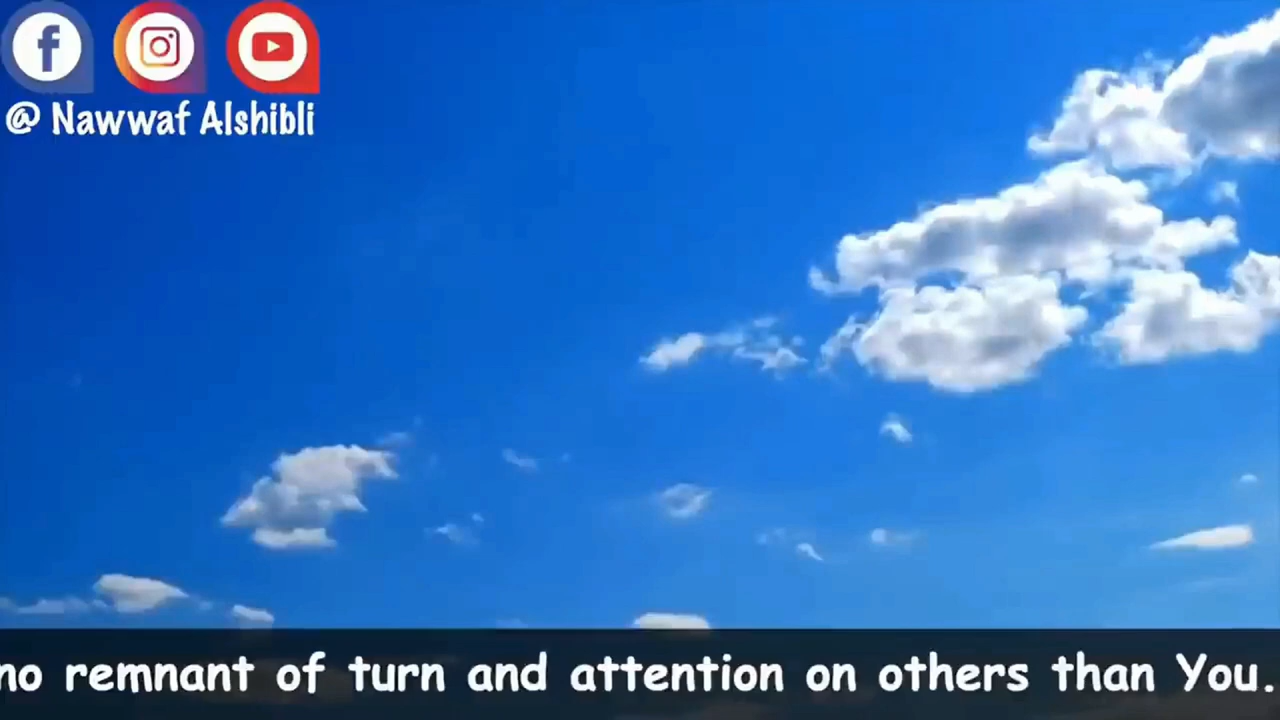 @ Nawwaf Alshibli
no remnant of turn and attention on others than You.